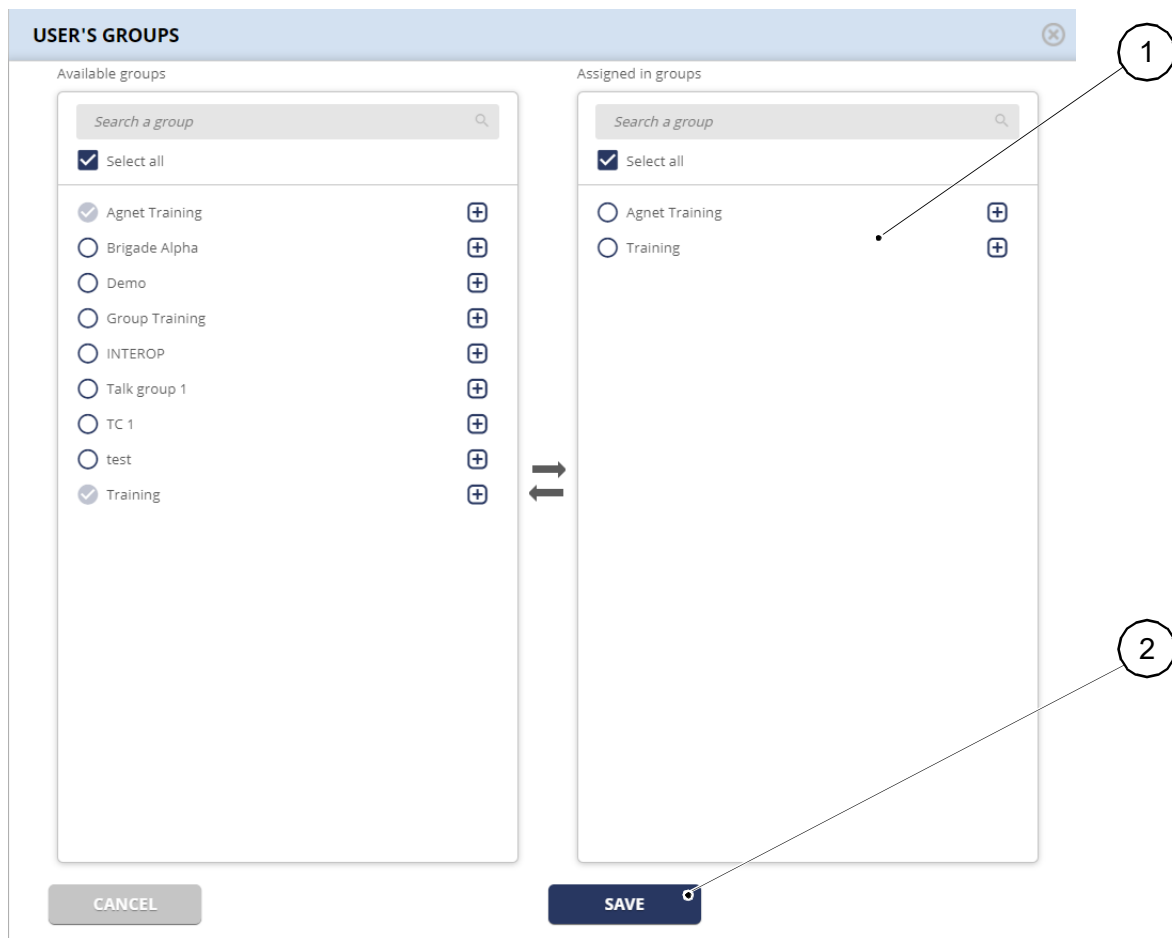 USER'S GROUPS
1
Available groups
Assigned in groups
Search a group
Search a group
Select all
Select all
Agnet Training
Brigade Alpha
Demo
Group Training
INTEROP
Talk group 1
TC 1
test
Training
Agnet Training
Training
2
CANCEL
SAVE